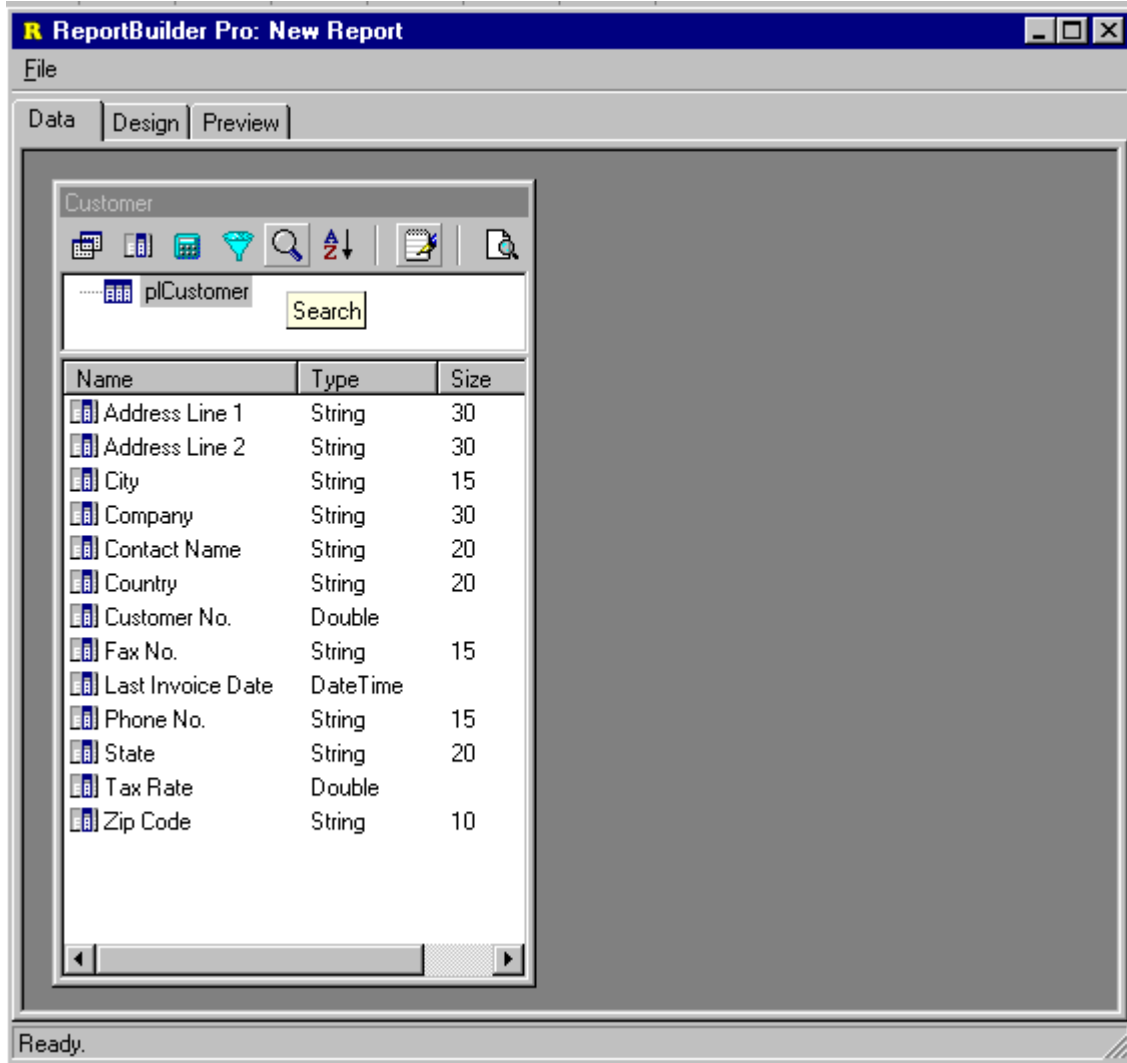 ReportBuilder Pro: New Report
File
Data Design Preview
Customer
plCustomer
Search
Name Type Size
Address Line 1 String 30
Address Line 2 String 30
City String 15
Company String 30
Contact Name String 20
Country String 20
Customer No. Double
Fax No. String 15
Last Invoice Date DateTime
Phone No. String 15
State String 20
Tax Rate Double
Zip Code String 10
Ready.